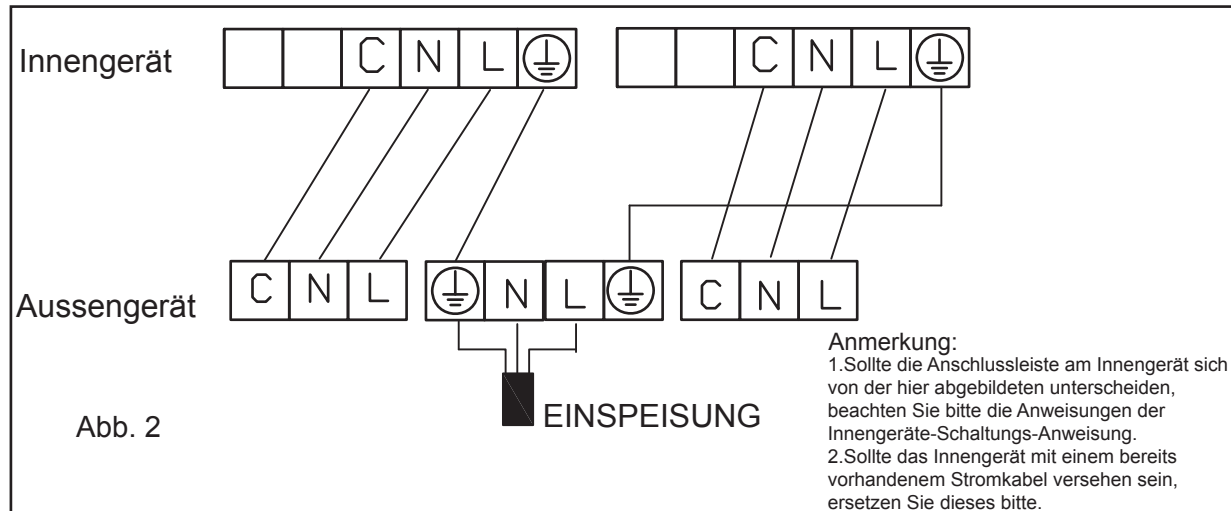 Innengerät
C N L
C N L
Aussengerät
C N L
N L
C N L
EINSPEISUNG
Abb. 2
Anmerkung:
1.Sollte die Anschlussleiste am Innengerät sich
von der hier abgebildeten unterscheiden,
beachten Sie bitte die Anweisungen der
Innengeräte-Schaltungs-Anweisung.
2.Sollte das Innengerät mit einem bereits
vorhandenem Stromkabel versehen sein,
ersetzen Sie dieses bitte.